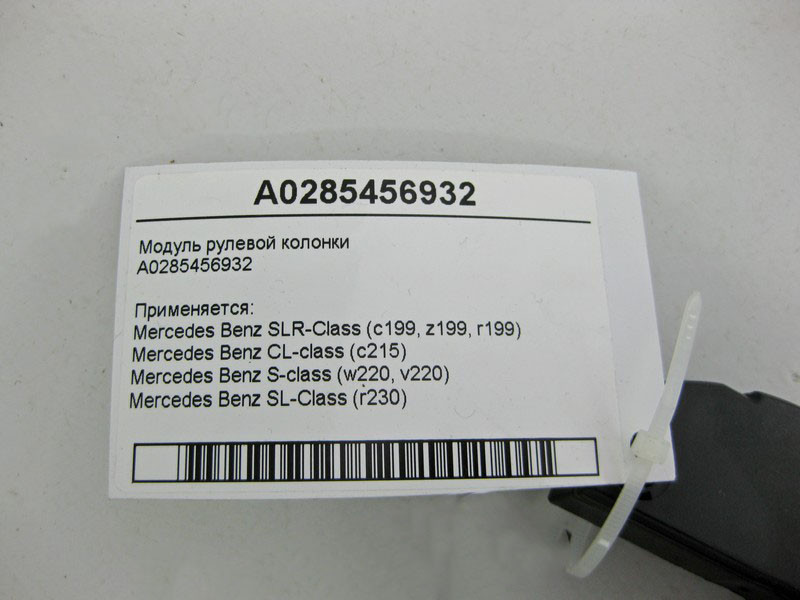 A0285456932
Модуль рулевой колонки
A0285456932
Применяется:
Mercedes Benz SLR-Class (c199, z199, r199)
Mercedes Benz CL-class (c215)
Mercedes Benz S-class (w220, v220)
Mercedes Benz SL-Class (r230)